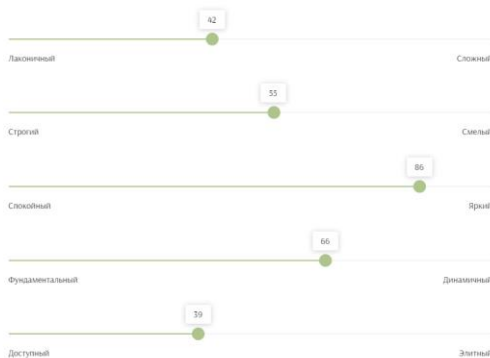 42
Лаконичный Сложный
55
Строгий Смелый
86
Спокойный Яркий
66
Фундаментальный Динамичный
39
Доступный Элитный